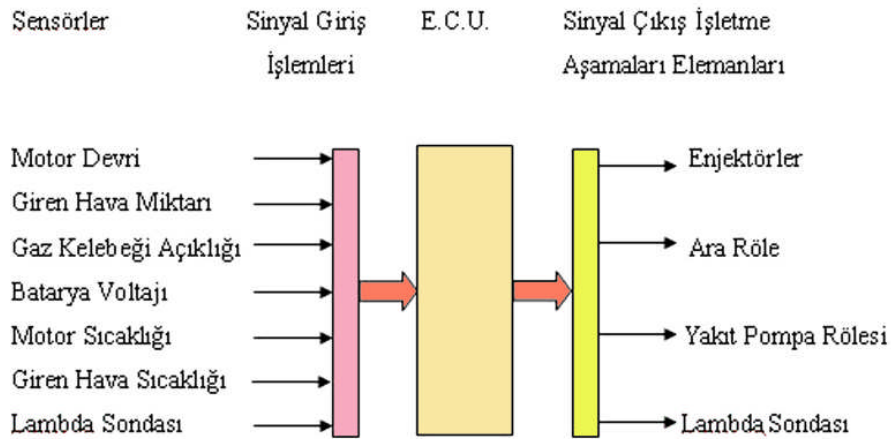 Sensörler Sinyal Giriş E.C.U. Sinyal Çıkış İşletme
İşlemleri Aşamaları Elemanları
Motor Devri Enjektörler
Giren Hava Miktarı
Gaz Kelebeği Açıklığı Ara Röle
Batarya Voltajı
Motor Sıcaklığı Yakıt Pompa Rölesi
Giren Hava Sıcaklığı
Lambda Sondası Lambda Sondası